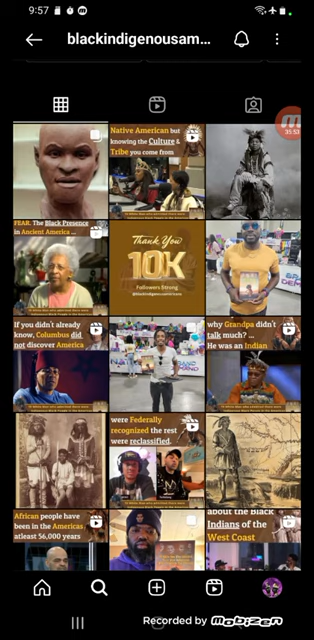 9:57
blackindigenousam...
35:53
Native American but
knowing the Culture &
Tribe you come from
FEAR. The Black Presence
in Ancient America ...
Thank You
10K
Followers Strong
@blackindigenousamericans
If you didn't already
know, Columbus did
not discover America
why Grandpa didn't
talk much? ...
He was an Indian
were Federally
recognized the rest
were reclassified.
African people have
been in the Americas
atleast 56,000 years
about the Black
Indians of the
West Coast
Recorded by mobizen